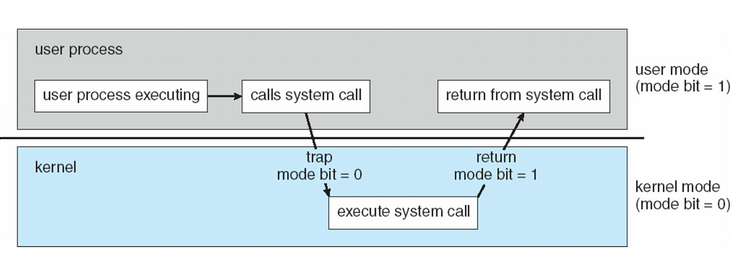 user process
user process executing
calls system call
return from system call
user mode
(mode bit = 1)
trap
mode bit = 0
return
mode bit = 1
kernel
execute system call
kernel mode
(mode bit = 0)